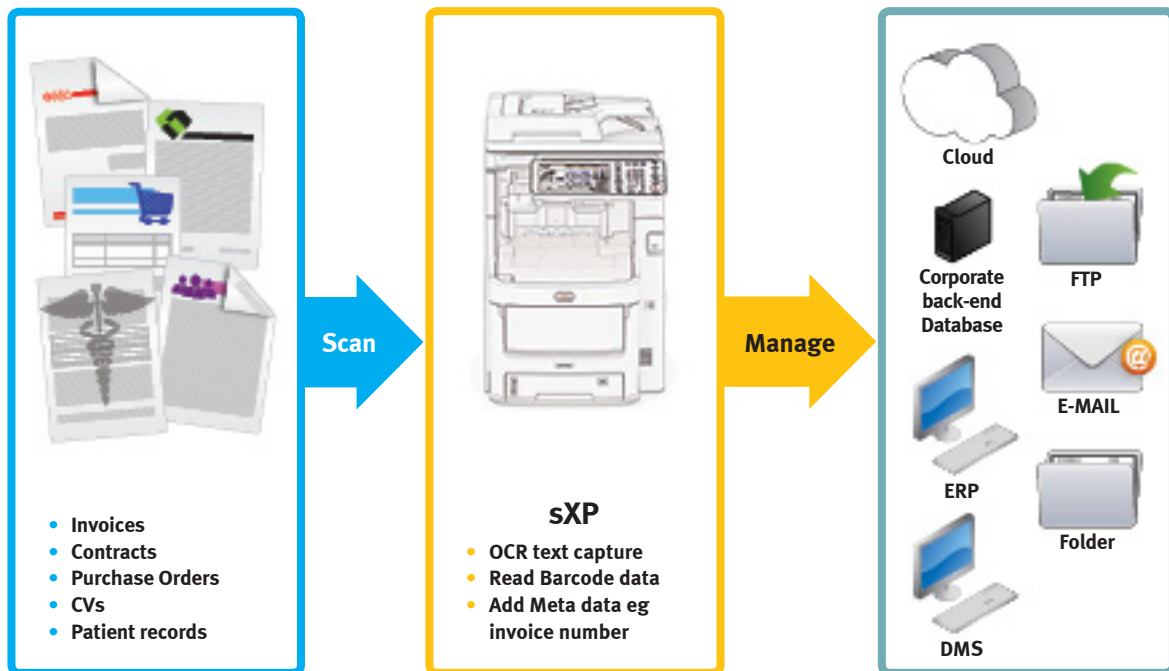 • Invoices
• Contracts
• Purchase Orders
• CVs
• Patient records
Scan
sXP
• OCR text capture
• Read Barcode data
• Add Meta data eg
invoice number
Manage
Cloud
Corporate
back-end
Database
FTP
@
E-MAIL
ERP
Folder
DMS